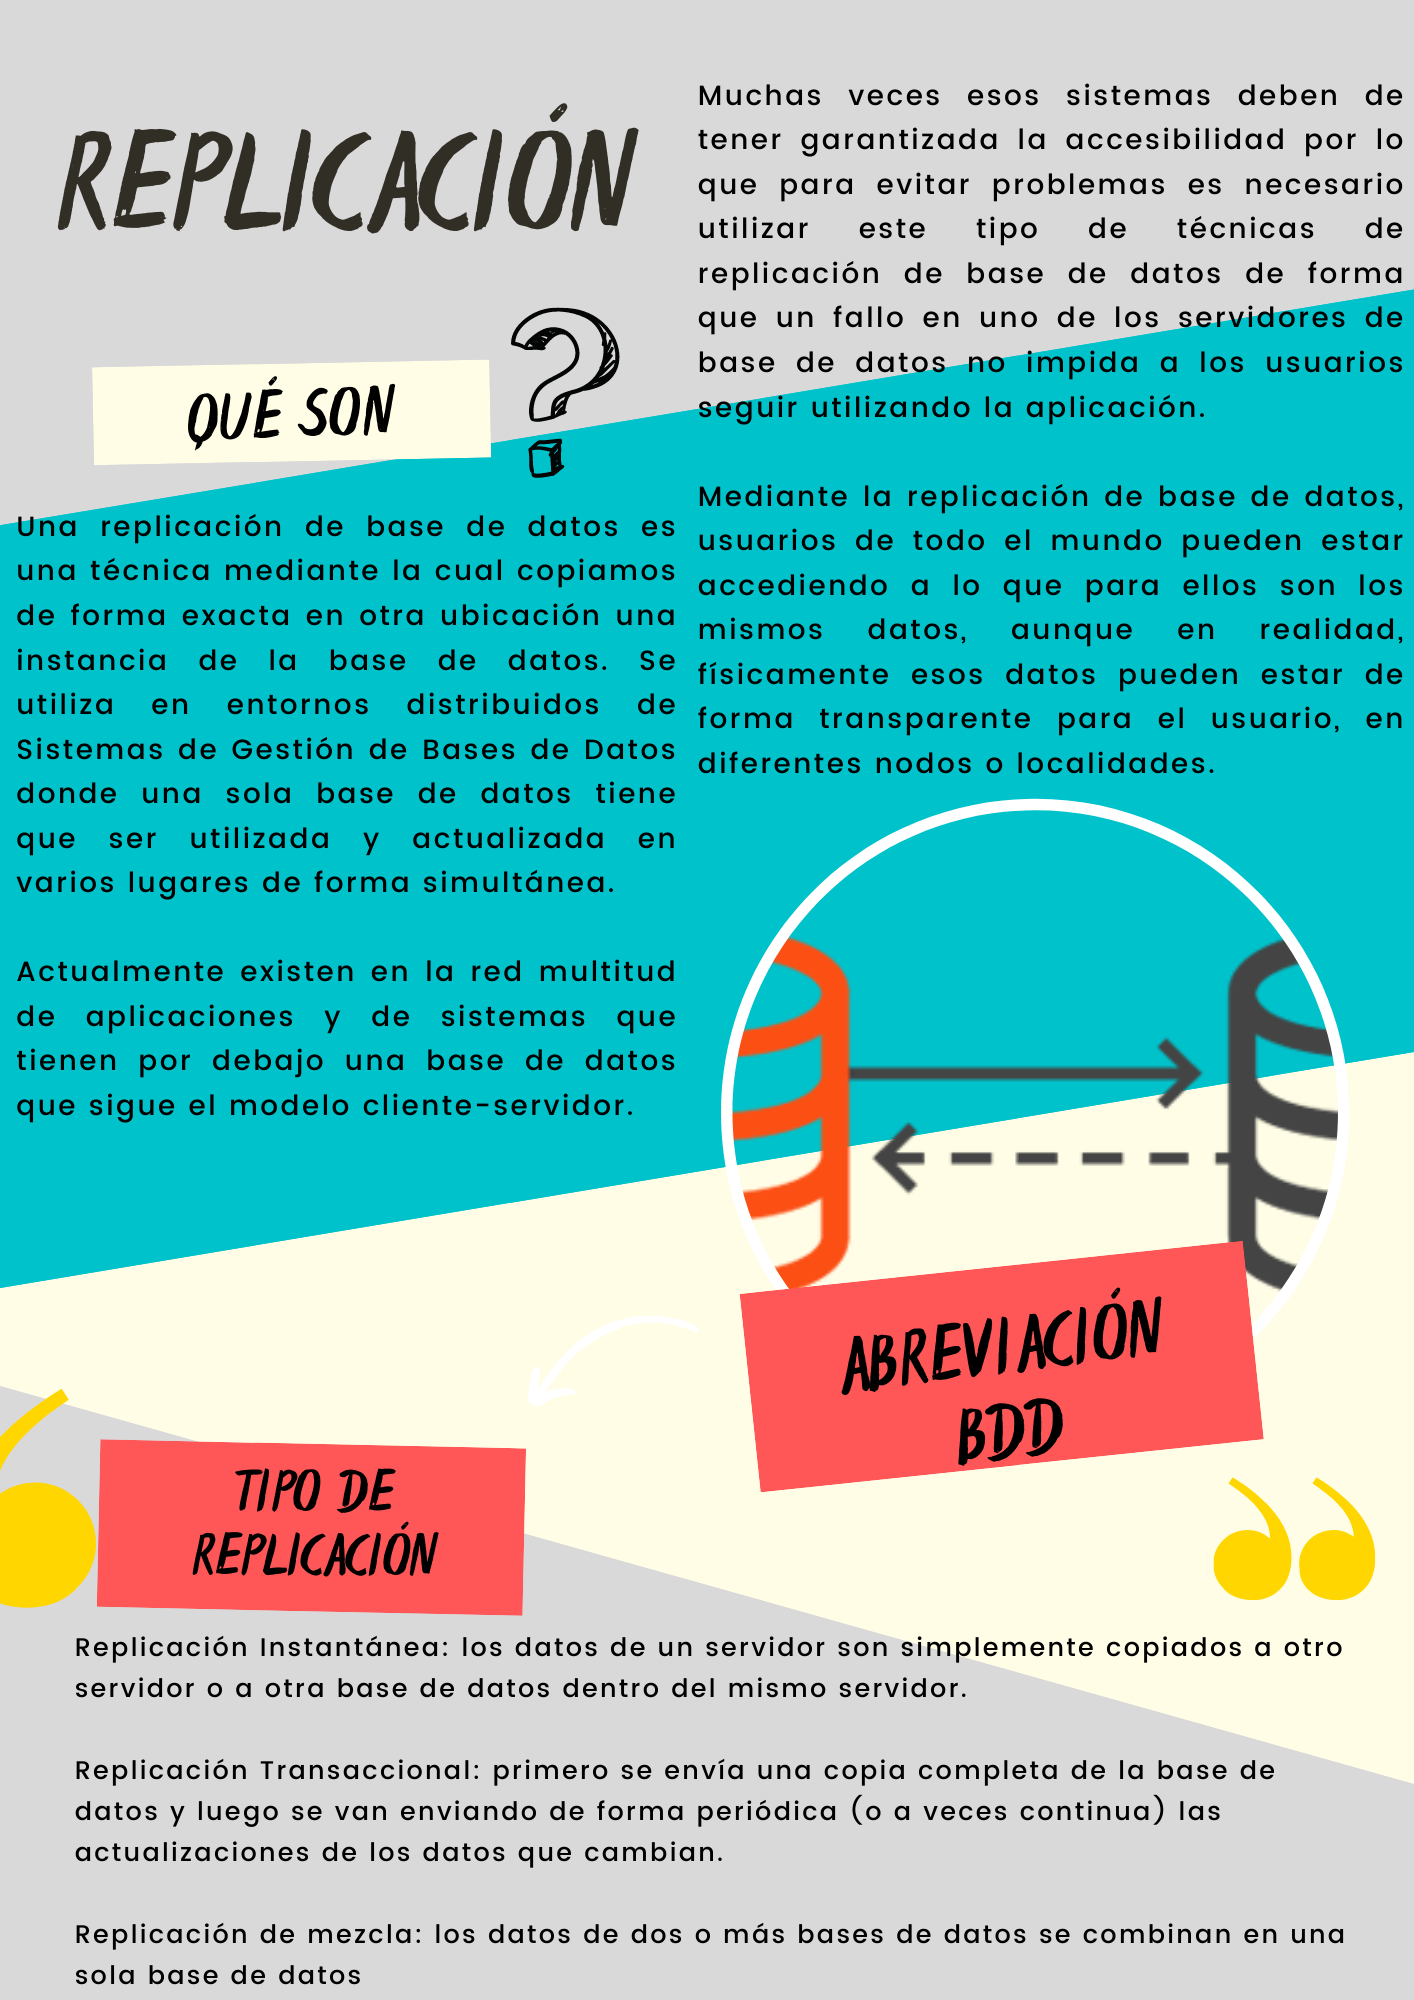 REPLICACIÓN
QUÉ SON
?
Una replicación de base de datos es
una técnica mediante la cual copiamos
de forma exacta en otra ubicación una
instancia de la base de datos. Se
utiliza en entornos distribuidos de
Sistemas de Gestión de Bases de Datos
donde una sola base de datos tiene
que ser utilizada y actualizada en
varios lugares de forma simultánea.
Actualmente existen en la red multitud
de aplicaciones y de sistemas que
tienen por debajo una base de datos
que sigue el modelo cliente-servidor.
Muchas veces esos sistemas deben de
tener garantizada la accesibilidad por lo
que para evitar problemas es necesario
utilizar este tipo de técnicas de
replicación de base de datos de forma
que un fallo en uno de los servidores de
base de datos no impida a los usuarios
seguir utilizando la aplicación.
Mediante la replicación de base de datos,
usuarios de todo el mundo pueden estar
accediendo a lo que para ellos son los
mismos datos, aunque en realidad,
físicamente esos datos pueden estar de
forma transparente para el usuario, en
diferentes nodos o localidades.
ABREVIACIÓN
BDD
TIPO DE
REPLICACIÓN
Replicación Instantánea: los datos de un servidor son simplemente copiados a otro
servidor o a otra base de datos dentro del mismo servidor.
Replicación Transaccional: primero se envía una copia completa de la base de
datos y luego se van enviando de forma periódica (o a veces continua) las
actualizaciones de los datos que cambian.
Replicación de mezcla: los datos de dos o más bases de datos se combinan en una
sola base de datos